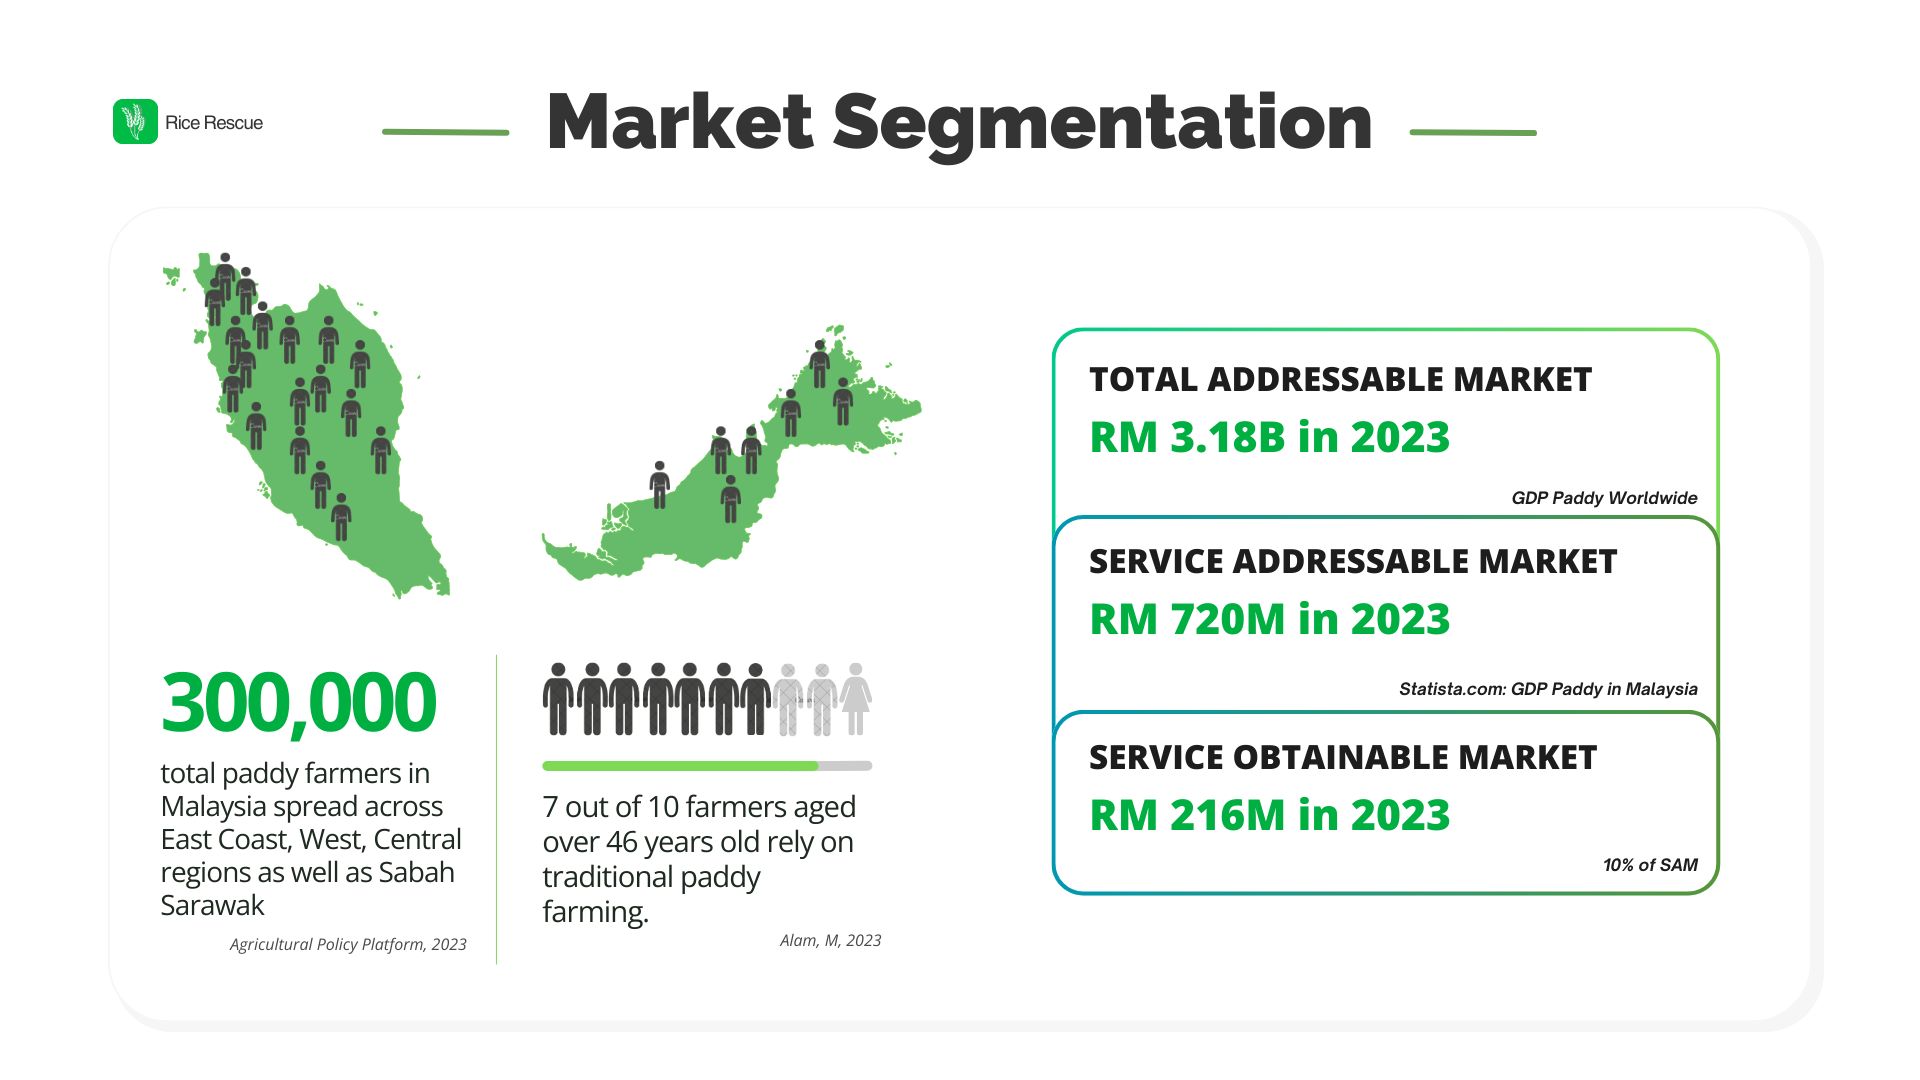 Rice Rescue
Market Segmentation
300,000
total paddy farmers in
Malaysia spread across
East Coast, West, Central
regions as well as Sabah
Sarawak
Agricultural Policy Platform, 2023
7 out of 10 farmers aged
over 46 years old rely on
traditional paddy
farming.
Alam, M, 2023
TOTAL ADDRESSABLE MARKET
RM 3.18B in 2023
GDP Paddy Worldwide
SERVICE ADDRESSABLE MARKET
RM 720M in 2023
Statista.com: GDP Paddy in Malaysia
SERVICE OBTAINABLE MARKET
RM 216M in 2023
10% of SAM